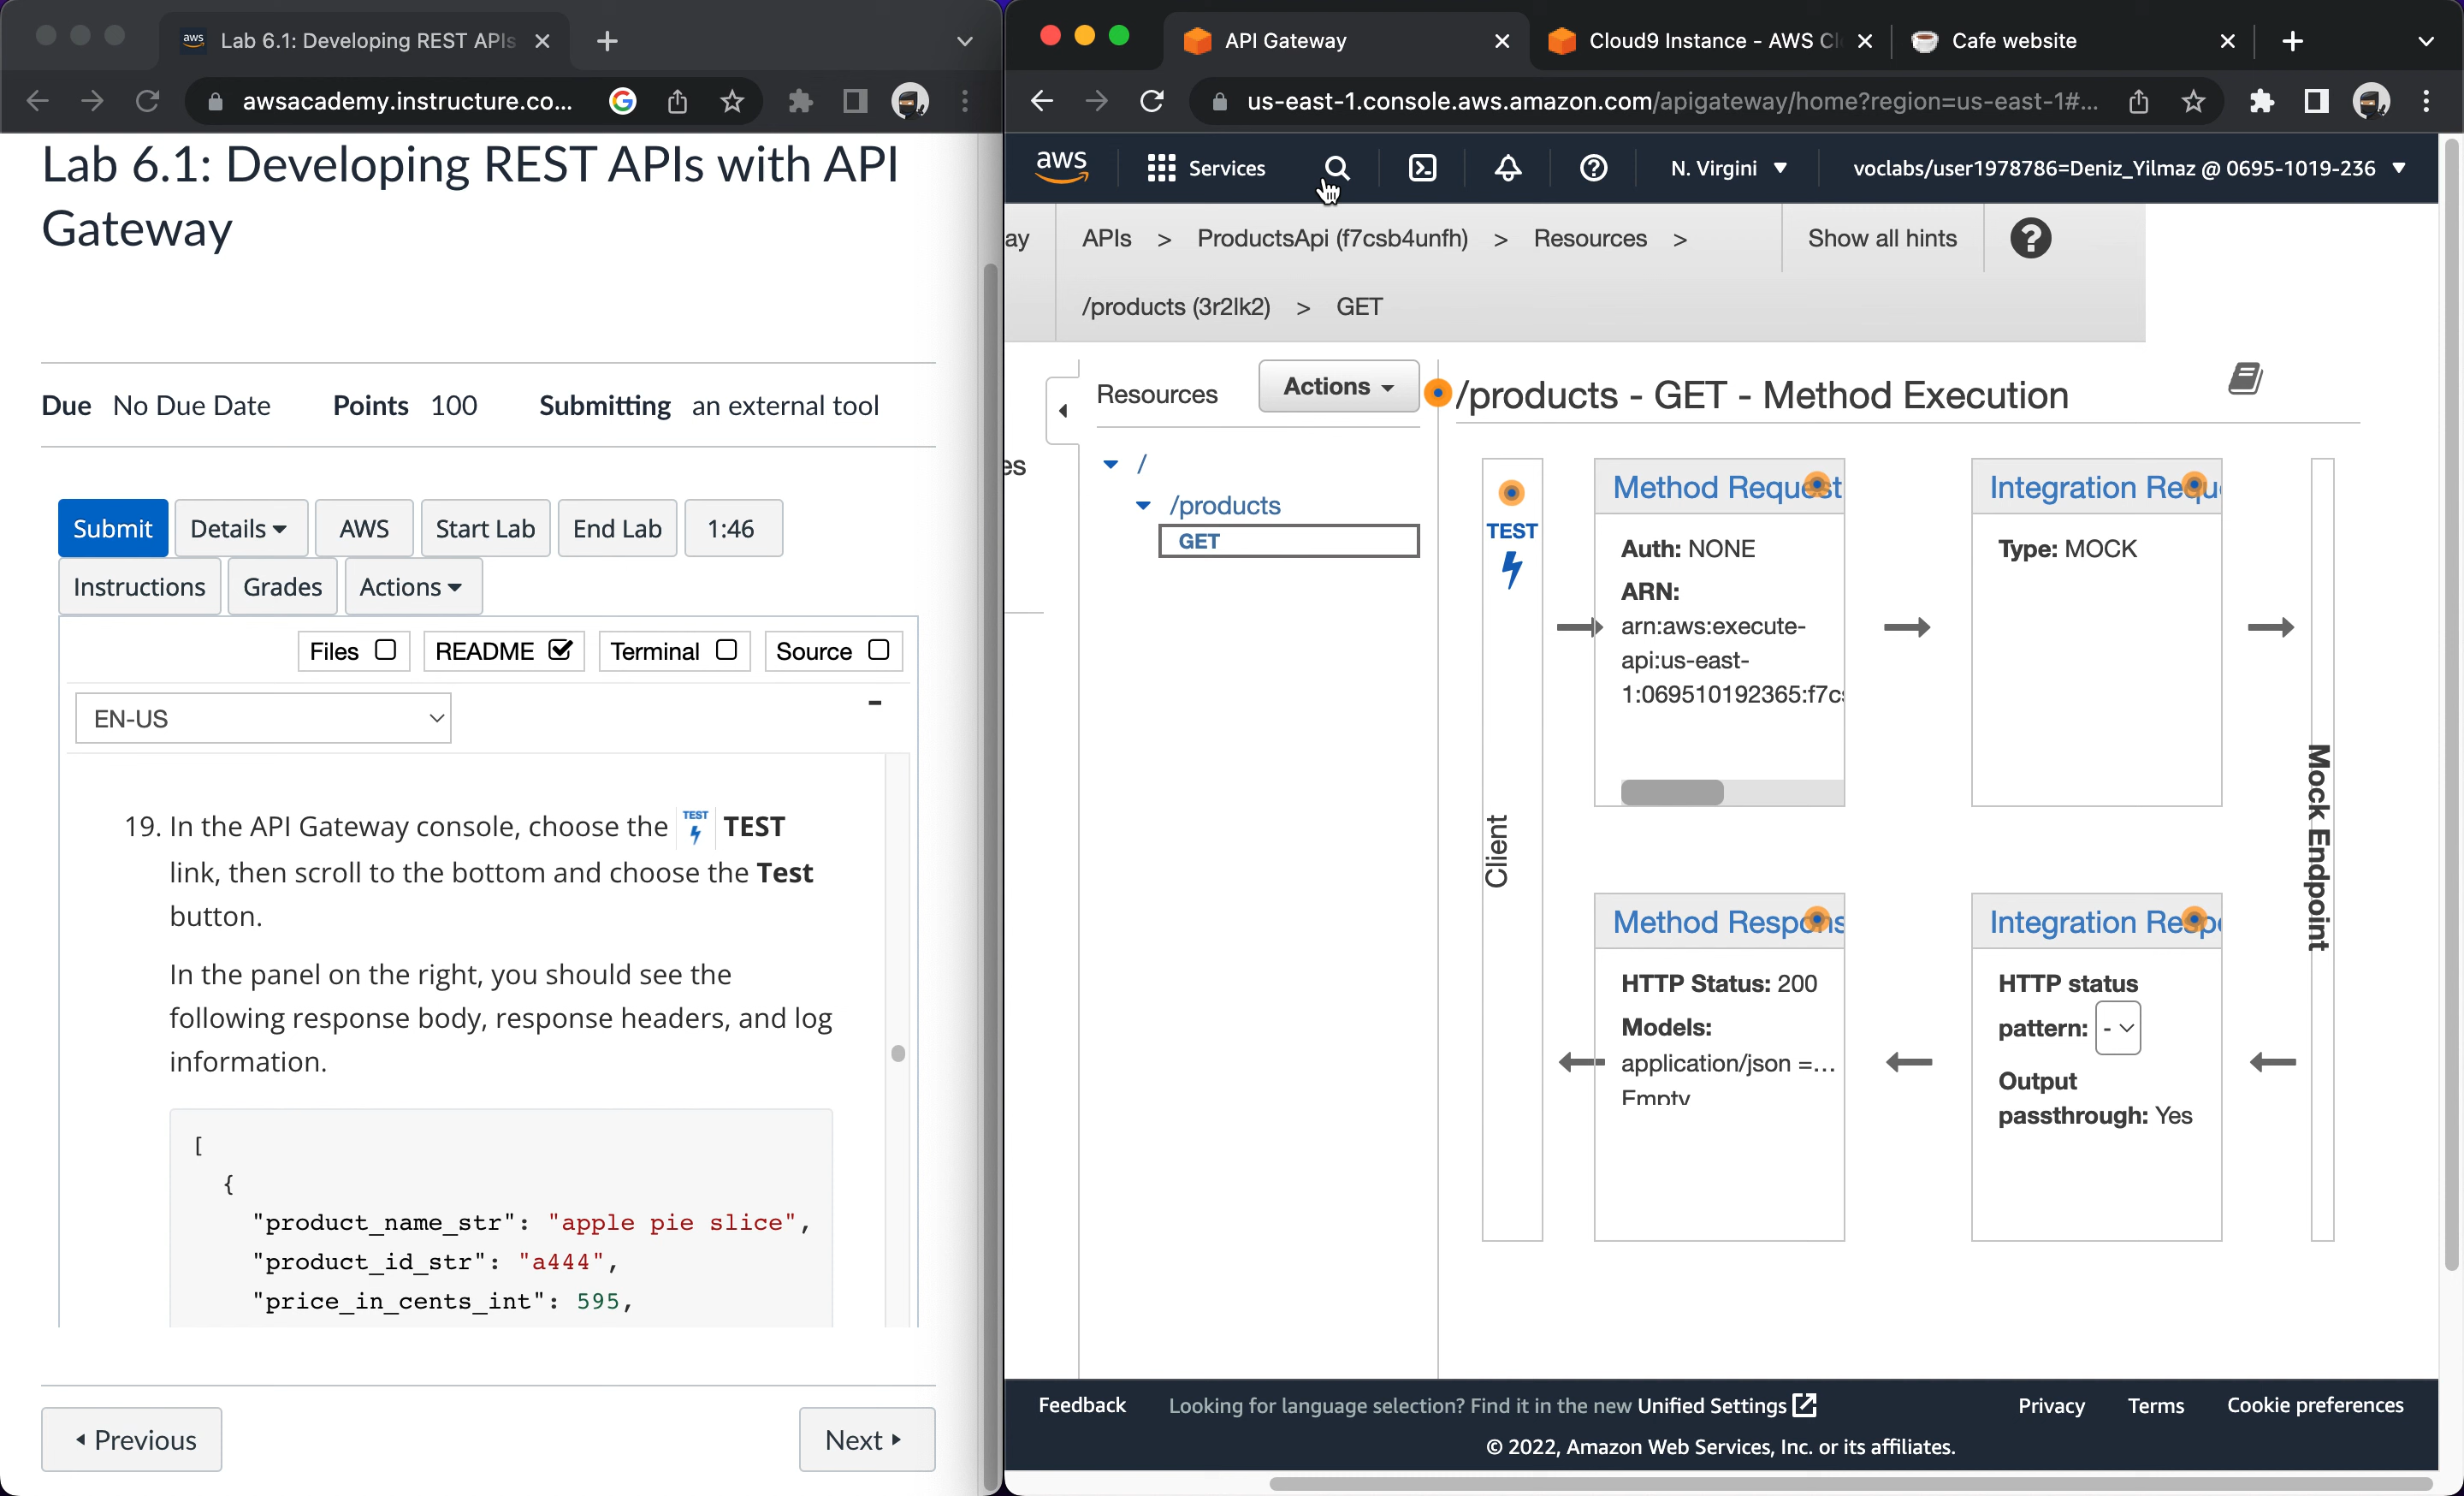 aws Lab 6.1: Developing REST APIs
awsacademy.instructure.co...
Lab 6.1: Developing REST APIs with API
Gateway
Due No Due Date Points 100 Submitting an external tool
Submit Details AWS Start Lab End Lab 1:46
Instructions Grades Actions
Files README Terminal Source
EN-US
19. In the API Gateway console, choose the TEST TEST
link, then scroll to the bottom and choose the Test
button.
In the panel on the right, you should see the
following response body, response headers, and log
information.
[
{
"product_name_str": "apple pie slice",
"product_id_str": "a444",
"price_in_cents_int": 595,
Previous Next
API Gateway Cloud9 Instance - AWS Cl Cafe website
us-east-1.console.aws.amazon.com/apigateway/home?region=us-east-1#...
aws Services N. Virgini voclabs/user1978786=Deniz_Yilmaz @ 0695-1019-236
ay APIs > ProductsApi (f7csb4unfh) > Resources > Show all hints ?
/products (3r2lk2) > GET
Resources Actions /products - GET - Method Execution
es
/
/products
GET
TEST
Client
Method Request
Auth: NONE
ARN:
arn:aws:execute-
api:us-east-
1:069510192365:f7cs
Integration Requ
Type: MOCK
Mock Endpoint
Method Respons
HTTP Status: 200
Models:
application/json =...
Empty
Integration Respo
HTTP status
pattern: -
Output
passthrough: Yes
Feedback Looking for language selection? Find it in the new Unified Settings Privacy Terms Cookie preferences
© 2022, Amazon Web Services, Inc. or its affiliates.